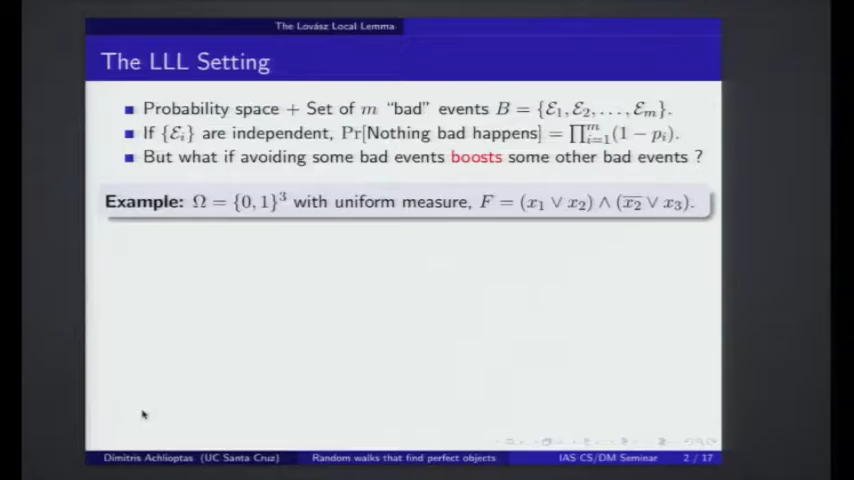 The Lovász Local Lemma
The LLL Setting
Probability space + Set of m "bad" events B = {ℰ₁, ℰ₂, . . . , ℰₘ}.
If {ℰᵢ} are independent, Pr[Nothing bad happens] = ∏ᵢ₌₁ᵐ(1 − pᵢ).
But what if avoiding some bad events boosts some other bad events ?
Example: Ω = {0, 1}³ with uniform measure, F = (x₁ ∨ x₂) ∧ (x̅₂ ∨ x₃).
Dimitris Achlioptas (UC Santa Cruz) Random walks that find perfect objects IAS CS/DM Seminar 2 / 17